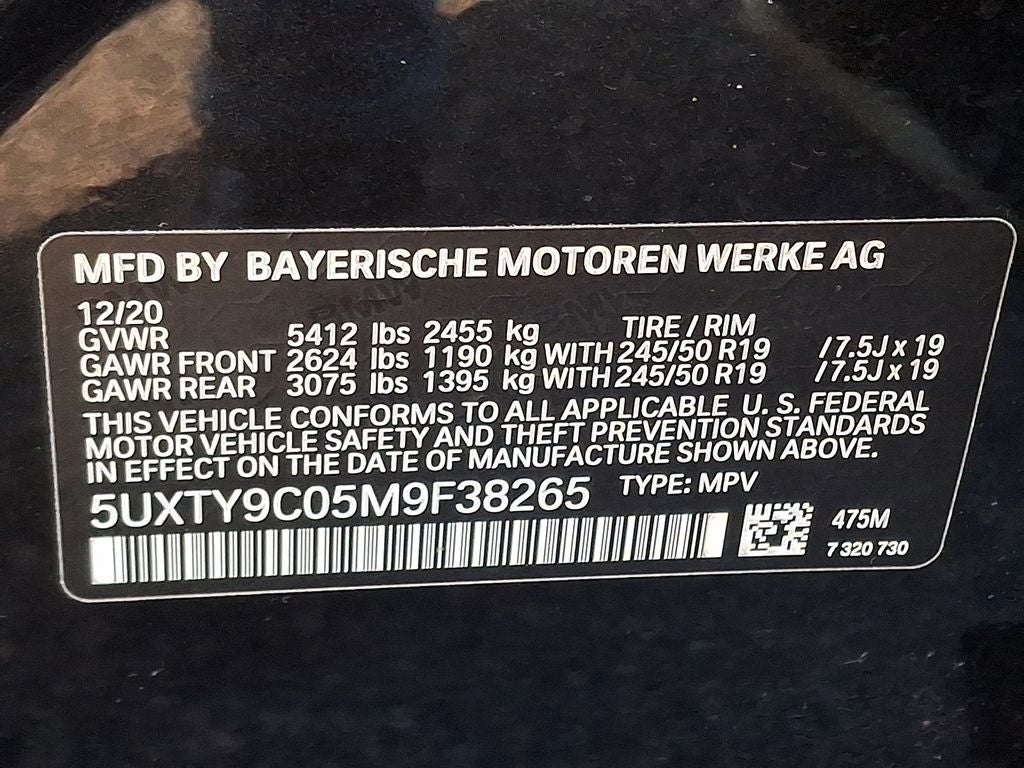 MFD BY BAYERISCHE MOTOREN WERKE AG
12/20
GVWR 5412 lbs 2455 kg TIRE / RIM
GAWR FRONT 2624 lbs 1190 kg WITH 245/50 R19 / 7.5J x 19
GAWR REAR 3075 lbs 1395 kg WITH 245/50 R19 / 7.5J x 19
THIS VEHICLE CONFORMS TO ALL APPLICABLE U. S. FEDERAL
MOTOR VEHICLE SAFETY AND THEFT PREVENTION STANDARDS
IN EFFECT ON THE DATE OF MANUFACTURE SHOWN ABOVE.
5UXTY9C05M9F38265 TYPE: MPV
475M
7 320 730